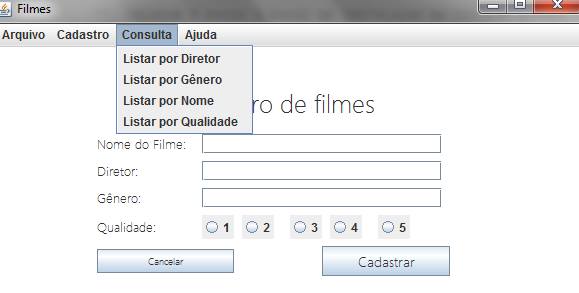 Filmes
Arquivo Cadastro Consulta Ajuda
Listar por Diretor
Listar por Gênero
Listar por Nome
Listar por Qualidade
de filmes
Nome do Filme:
Diretor:
Gênero:
Qualidade: 1 2 3 4 5
Cancelar Cadastrar